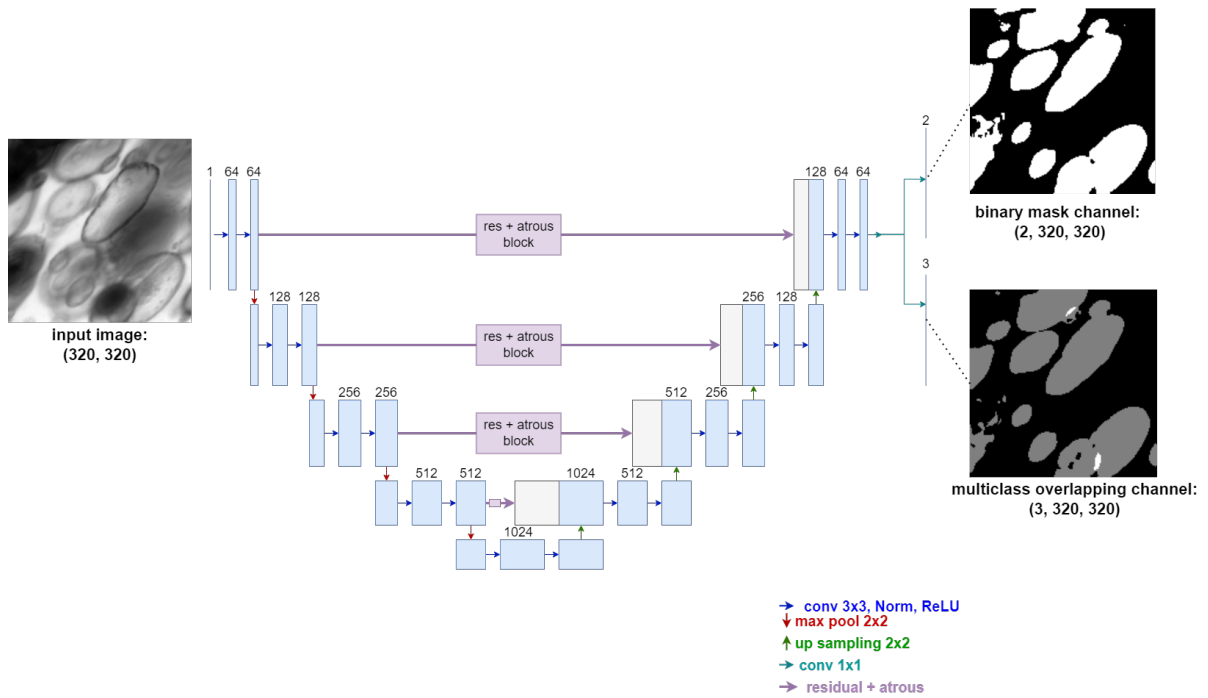 2
1 64 64
128 64 64
res + atrous
block
binary mask channel:
(2, 320, 320)
3
128 128
256 128
input image:
(320, 320)
res + atrous
block
256 256
512 256
res + atrous
block
512 512
1024 512
multiclass overlapping channel:
(3, 320, 320)
1024
conv 3x3, Norm, ReLU
max pool 2x2
up sampling 2x2
conv 1x1
residual + atrous